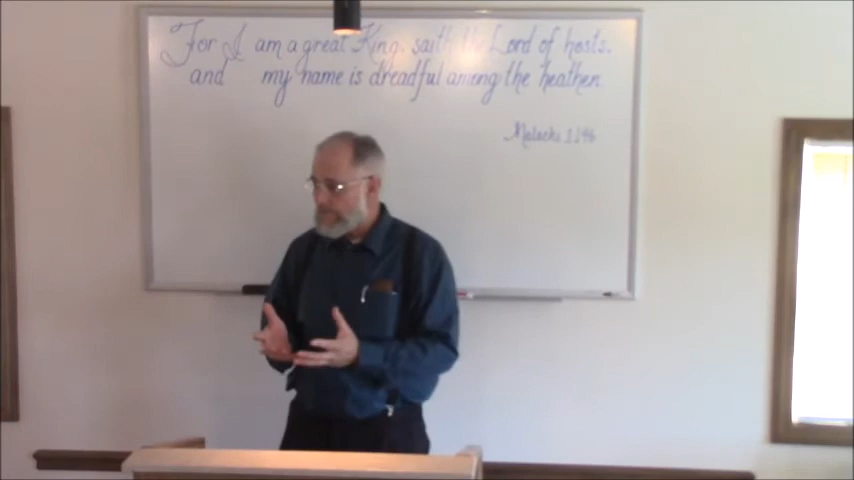 For I am a great King, saith the Lord of hosts,
and my name is dreadful among the heathen.
Malachi 1:14b